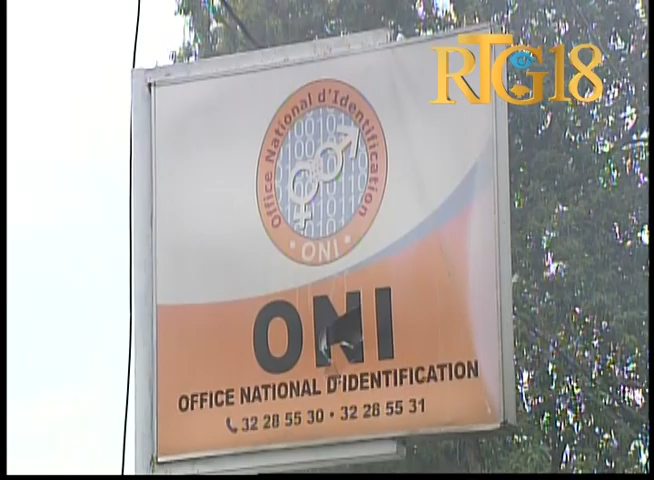 RTG18
Office National d'Identification
• ONI •
ONI
OFFICE NATIONAL D'IDENTIFICATION
32 28 55 30 • 32 28 55 31